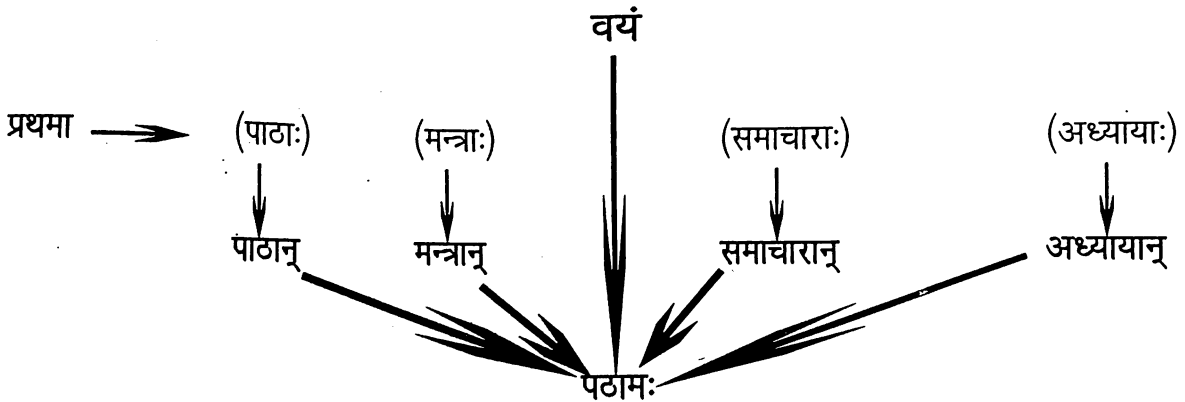 वयं
प्रथमा (पाठाः) (मन्त्राः) (समाचाराः) (अध्यायाः)
पाठान् मन्त्रान् समाचारान् अध्यायान्
पठामः